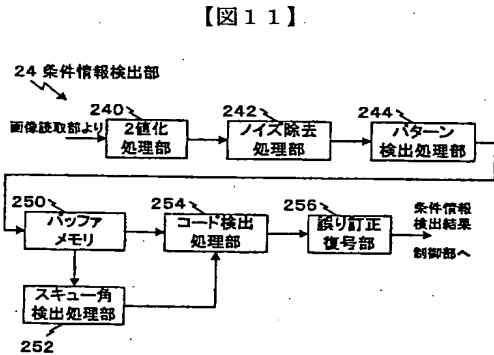 【図１１】
24 条件情報検出部
240
242
244
画像読取部より
2値化
処理部
ノイズ除去
処理部
パターン
検出処理部
250
254
256
バッファ
メモリ
コード検出
処理部
誤り訂正
復号部
条件情報
検出結果
制御部へ
スキュー角
検出処理部
252